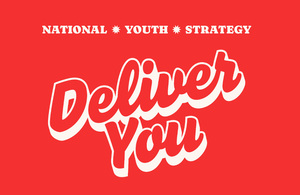 NATIONAL ✸ YOUTH ✸ STRATEGY
Deliver
You